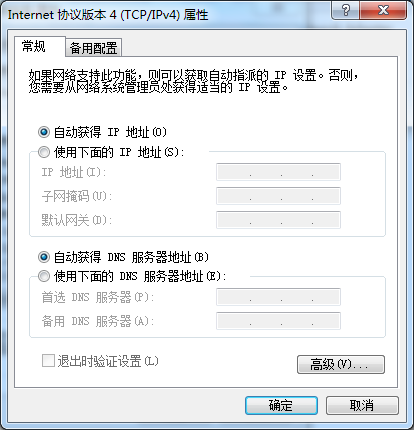 Internet 协议版本 4 (TCP/IPv4) 属性
常规
备用配置
如果网络支持此功能，则可以获取自动指派的 IP 设置。否则，
您需要从网络系统管理员处获得适当的 IP 设置。
自动获得 IP 地址(O)
使用下面的 IP 地址(S):
IP 地址(I):
子网掩码(U):
默认网关(D):
自动获得 DNS 服务器地址(B)
使用下面的 DNS 服务器地址(E):
首选 DNS 服务器(P):
备用 DNS 服务器(A):
退出时验证设置(L)
高级(V)...
确定
取消